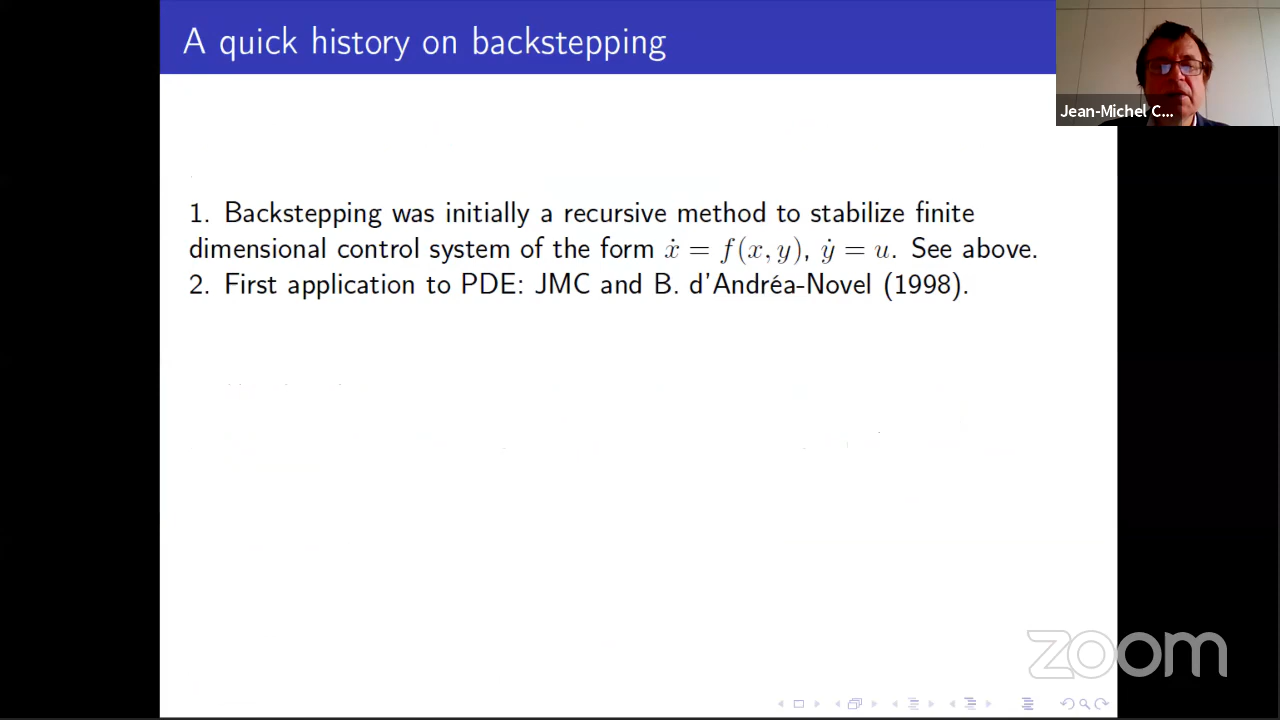 A quick history on backstepping
Jean-Michel C...
1. Backstepping was initially a recursive method to stabilize finite
dimensional control system of the form ẋ = f(x, y), ẏ = u. See above.
2. First application to PDE: JMC and B. d'Andréa-Novel (1998).
zoom